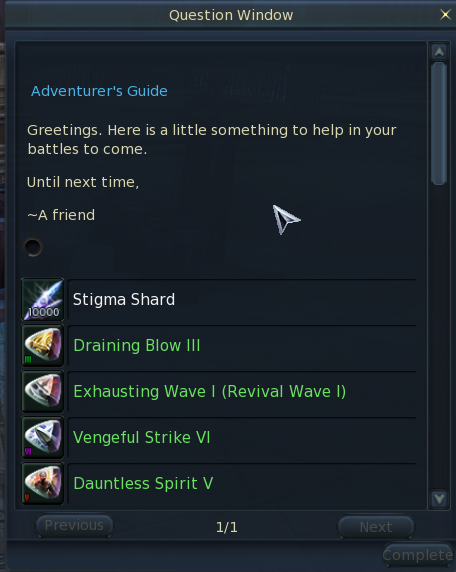 Question Window
Adventurer's Guide
Greetings. Here is a little something to help in your
battles to come.
Until next time,
~A friend
10000
Stigma Shard
III
Draining Blow III
I
Exhausting Wave I (Revival Wave I)
VI
Vengeful Strike VI
V
Dauntless Spirit V
Previous
1/1
Next
Complete